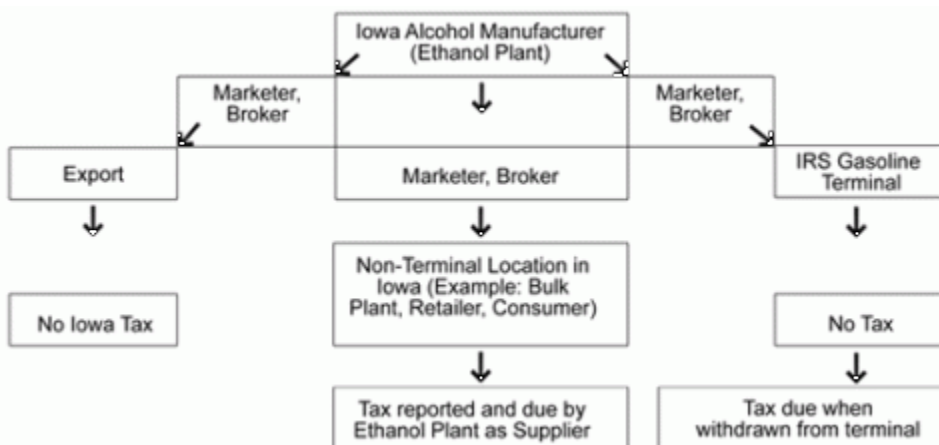 Iowa Alcohol Manufacturer
(Ethanol Plant)
Marketer,
Broker
Marketer,
Broker
Export
Marketer, Broker
IRS Gasoline
Terminal
Non-Terminal Location in
Iowa (Example: Bulk
Plant, Retailer, Consumer)
No Iowa Tax
No Tax
Tax reported and due by
Ethanol Plant as Supplier
Tax due when
withdrawn from terminal